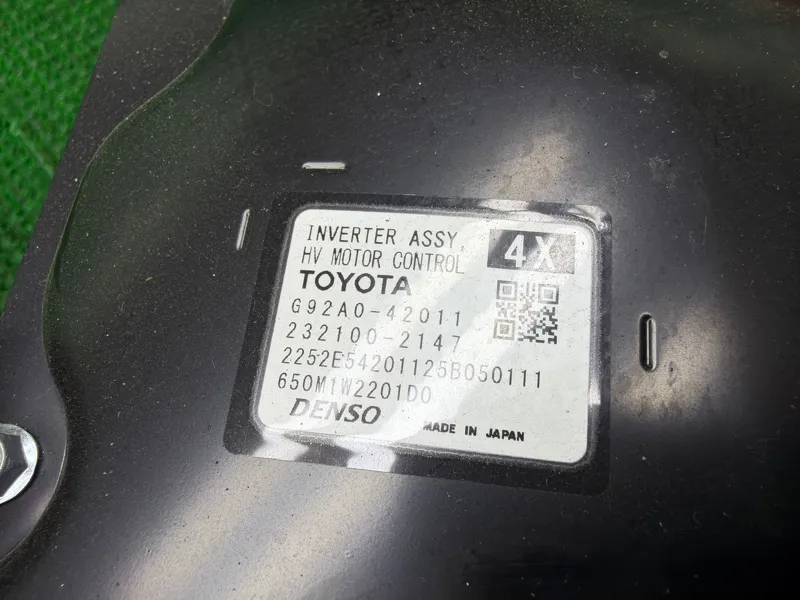 INVERTER ASSY,
HV MOTOR CONTROL
4X
TOYOTA
G92A0-42011
232100-2147
2252E54201125B050111
650M1W2201D0
DENSO
MADE IN JAPAN